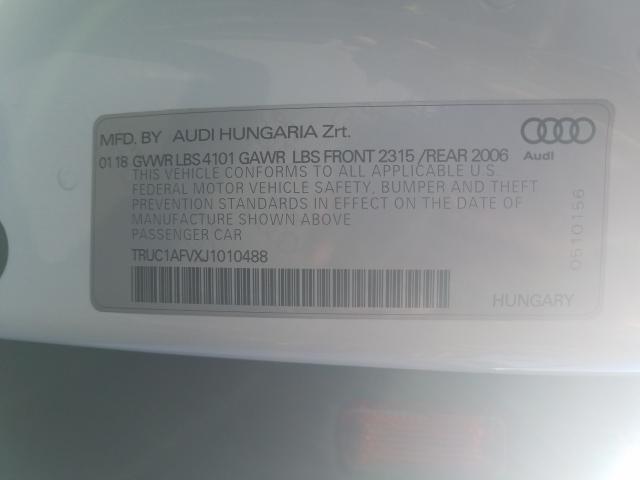 MFD. BY AUDI HUNGARIA Zrt.
01 18 GVWR LBS 4101 GAWR LBS FRONT 2315 /REAR 2006
THIS VEHICLE CONFORMS TO ALL APPLICABLE U.S.
FEDERAL MOTOR VEHICLE SAFETY, BUMPER AND THEFT
PREVENTION STANDARDS IN EFFECT ON THE DATE OF
MANUFACTURE SHOWN ABOVE
PASSENGER CAR
TRUC1AFVXJ1010488
Audi
0510156
HUNGARY